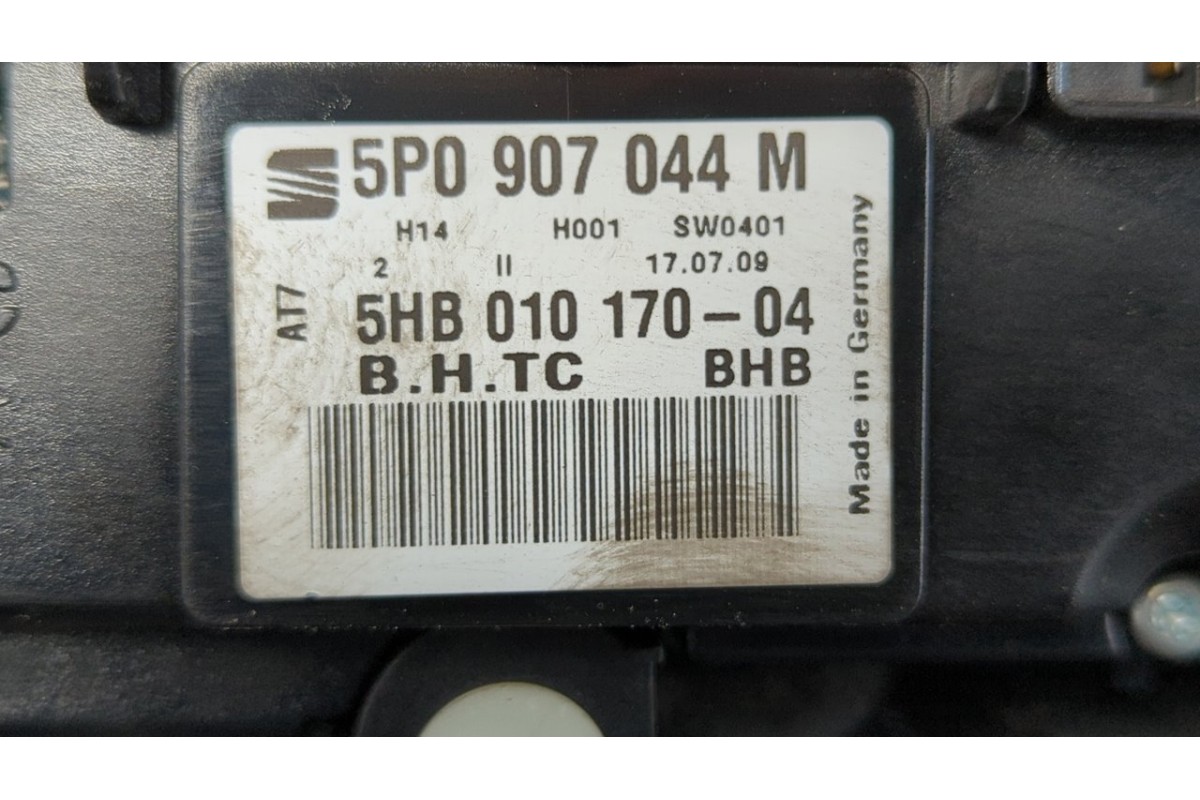 5P0 907 044 M
H14 H001 SW0401
2 II 17.07.09
AT7
5HB 010 170-04
B.H.TC BHB
Made in Germany